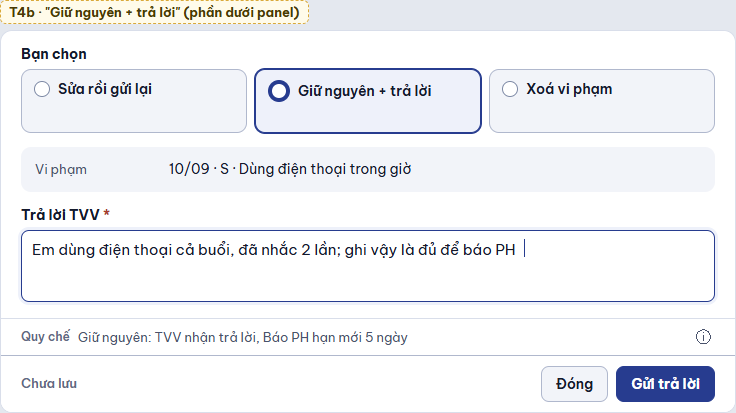 T4b · "Giữ nguyên + trả lời" (phần dưới panel)
Bạn chọn
Sửa rồi gửi lại
Giữ nguyên + trả lời
Xoá vi phạm
Vi phạm 10/09 · S · Dùng điện thoại trong giờ
Trả lời TVV *
Em dùng điện thoại cả buổi, đã nhắc 2 lần; ghi vậy là đủ để báo PH
Quy chế Giữ nguyên: TVV nhận trả lời, Báo PH hạn mới 5 ngày
Chưa lưu
Đóng
Gửi trả lời